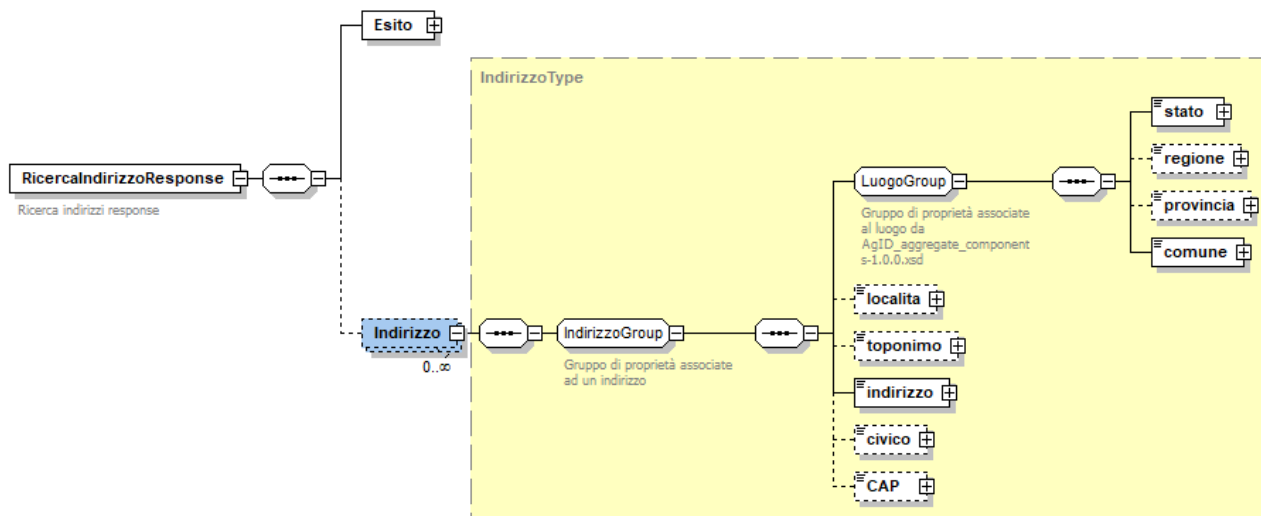 Esito
IndirizzoType
stato
regione
provincia
comune
RicercaIndirizzoResponse
Ricerca indirizzi response
LuogoGroup
Gruppo di proprietà associate
al luogo da
AgID_aggregate_component
s-1.0.0.xsd
localita
toponimo
indirizzo
civico
CAP
Indirizzo
0..∞
IndirizzoGroup
Gruppo di proprietà associate
ad un indirizzo